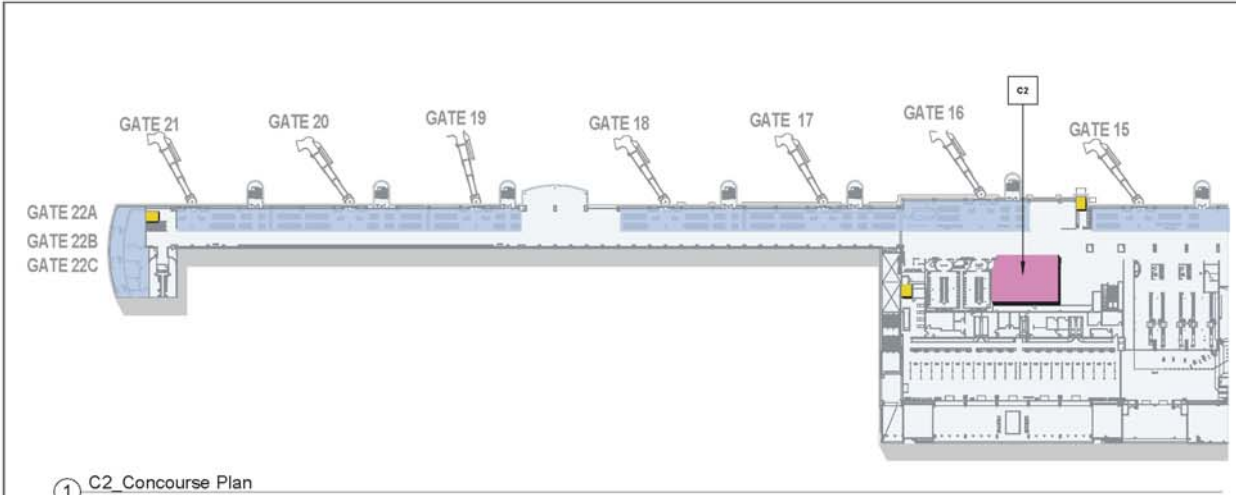 C2
GATE 21
GATE 20
GATE 19
GATE 18
GATE 17
GATE 16
GATE 15
GATE 22A
GATE 22B
GATE 22C
1 C2_Concourse Plan